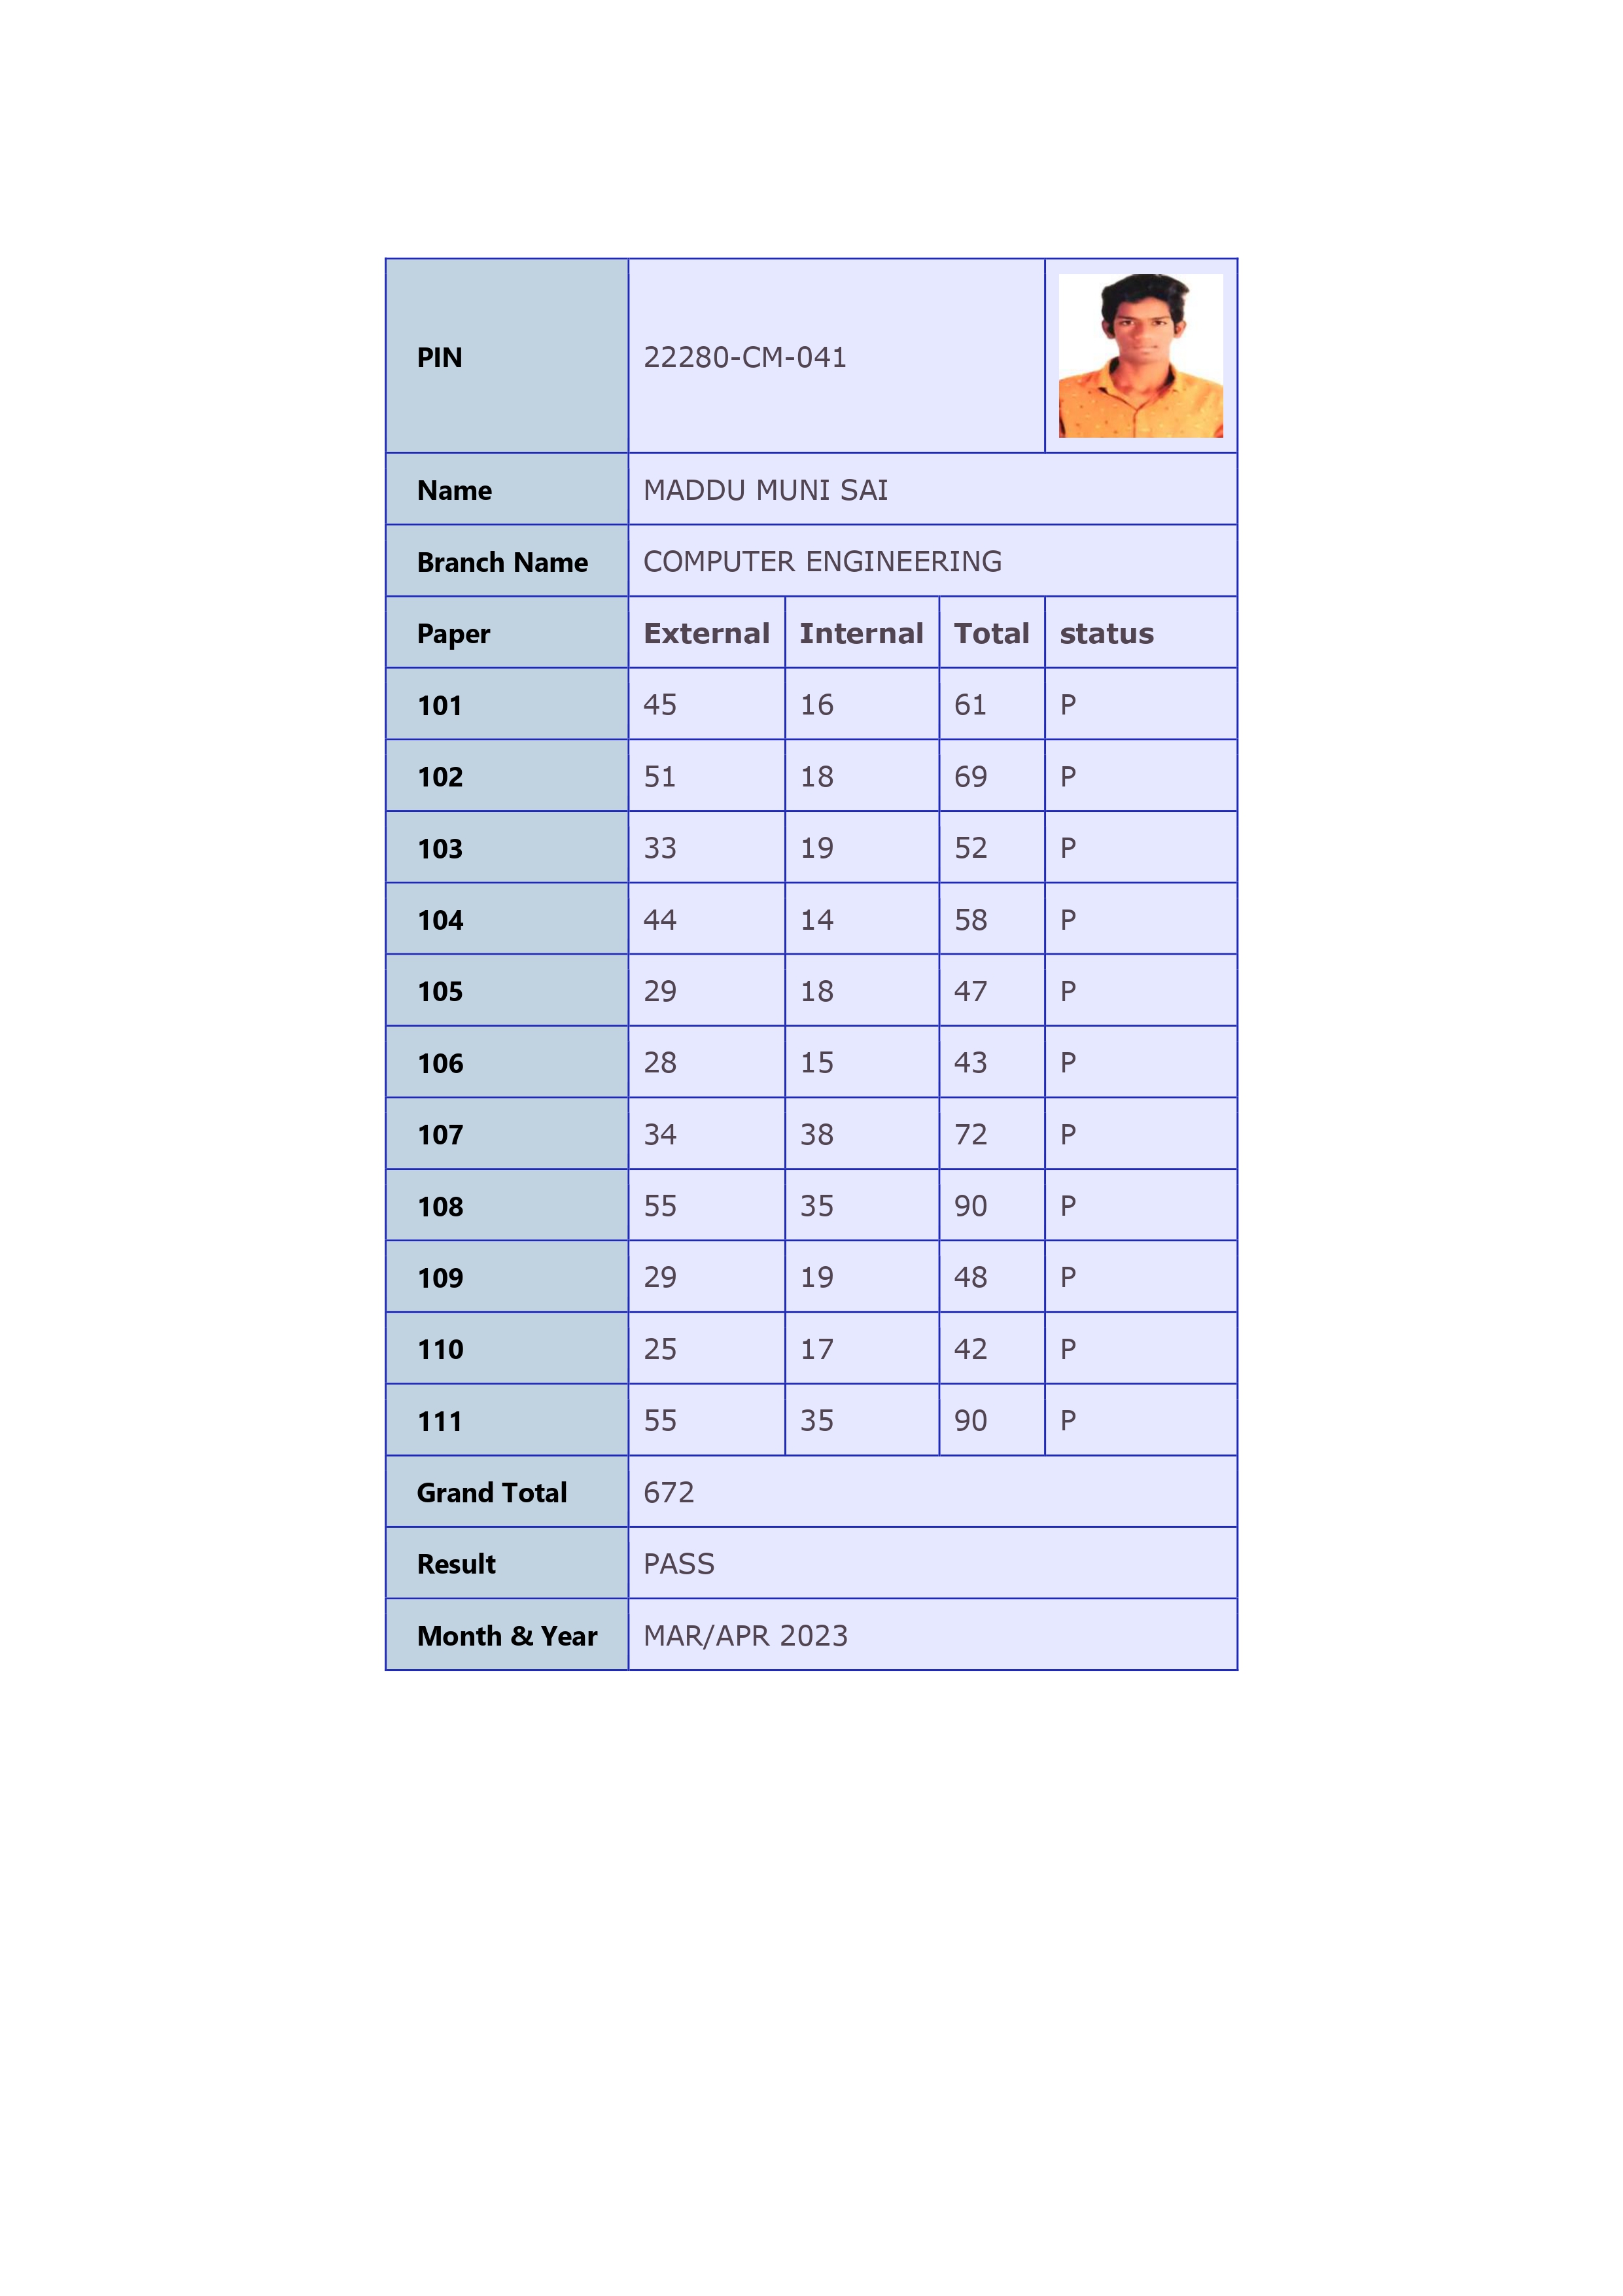 PIN 22280-CM-041
Name MADDU MUNI SAI
Branch Name COMPUTER ENGINEERING
Paper External Internal Total status
101 45 16 61 P
102 51 18 69 P
103 33 19 52 P
104 44 14 58 P
105 29 18 47 P
106 28 15 43 P
107 34 38 72 P
108 55 35 90 P
109 29 19 48 P
110 25 17 42 P
111 55 35 90 P
Grand Total 672
Result PASS
Month & Year MAR/APR 2023